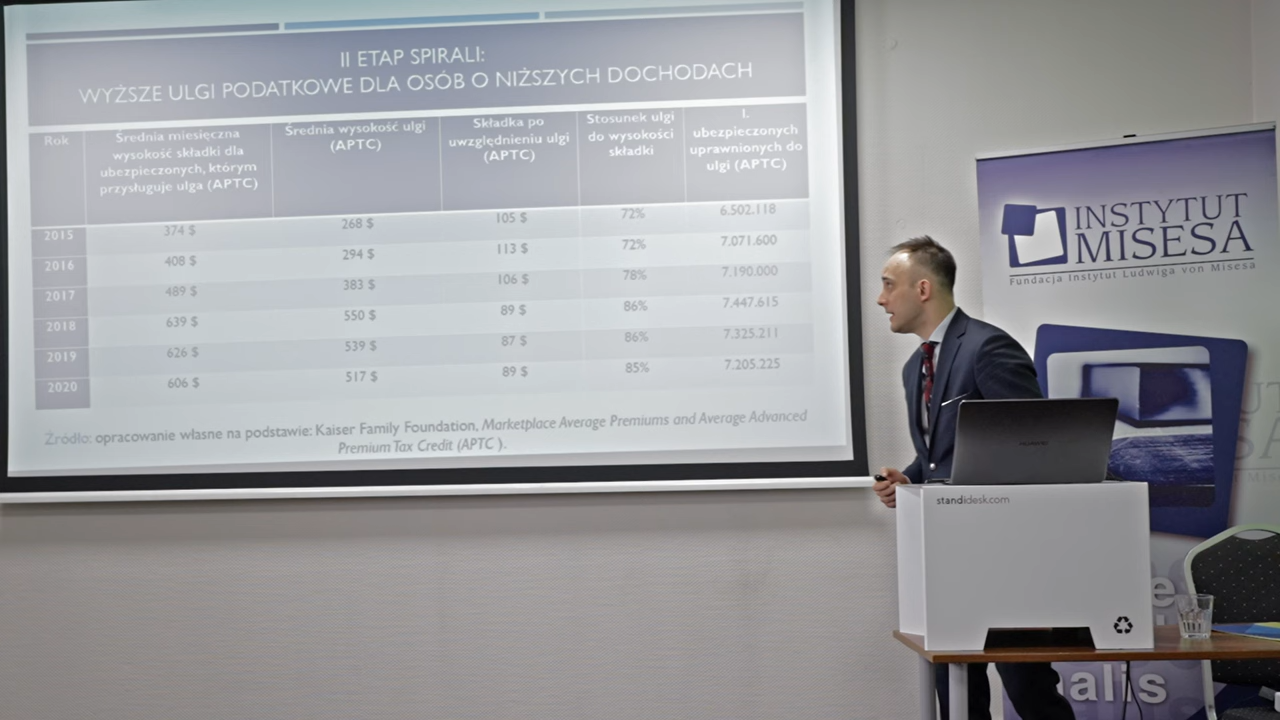 II ETAP SPIRALI:
WYŻSZE ULGI PODATKOWE DLA OSÓB O NIŻSZYCH DOCHODACH
Rok
Średnia miesięczna
wysokość składki dla
ubezpieczonych, którym
przysługuje ulga (APTC)
Średnia wysokość ulgi
(APTC)
Składka po
uwzględnieniu ulgi
(APTC)
Stosunek ulgi
do wysokości
składki
l.
ubezpieczonych
uprawnionych do
ulgi (APTC)
2015 374 $ 268 $ 105 $ 72% 6.502.118
2016 408 $ 294 $ 113 $ 72% 7.071.600
2017 489 $ 383 $ 106 $ 78% 7.190.000
2018 639 $ 550 $ 89 $ 86% 7.447.615
2019 626 $ 539 $ 87 $ 86% 7.325.211
2020 606 $ 517 $ 89 $ 85% 7.205.225
Źródło: opracowanie własne na podstawie: Kaiser Family Foundation, Marketplace Average Premiums and Average Advanced
Premium Tax Credit (APTC ).
INSTYTUT
MISESA
Fundacja Instytut Ludwiga von Misesa
HUAWEI
standidesk.com
alis